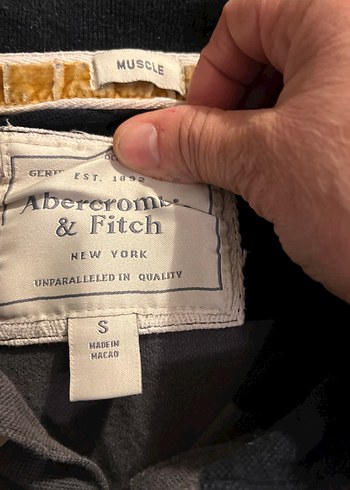 MUSCLE
EST. 1892
& Fitch
NEW YORK
UNPARALLELED IN QUALITY
S
MADE IN
MACAO